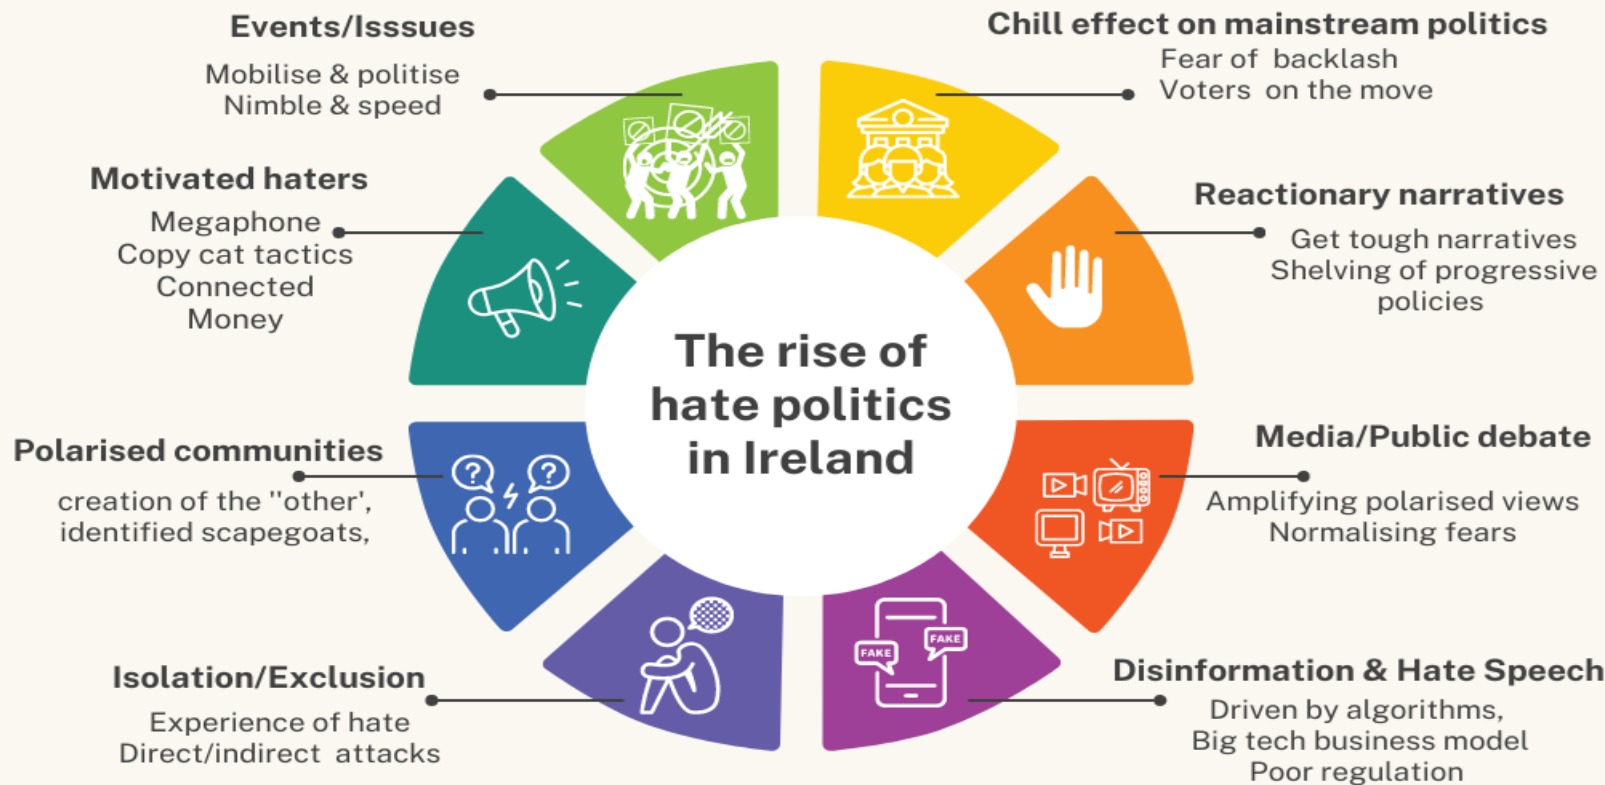 Events/Isssues
Mobilise & politise
Nimble & speed
Chill effect on mainstream politics
Fear of backlash
Voters on the move
Motivated haters
Megaphone
Copy cat tactics
Connected
Money
Reactionary narratives
Get tough narratives
Shelving of progressive
policies
The rise of
hate politics
in Ireland
Polarised communities
creation of the ''other',
identified scapegoats,
Media/Public debate
Amplifying polarised views
Normalising fears
Isolation/Exclusion
Experience of hate
Direct/indirect attacks
FAKE
FAKE
Disinformation & Hate Speech
Driven by algorithms,
Big tech business model
Poor regulation